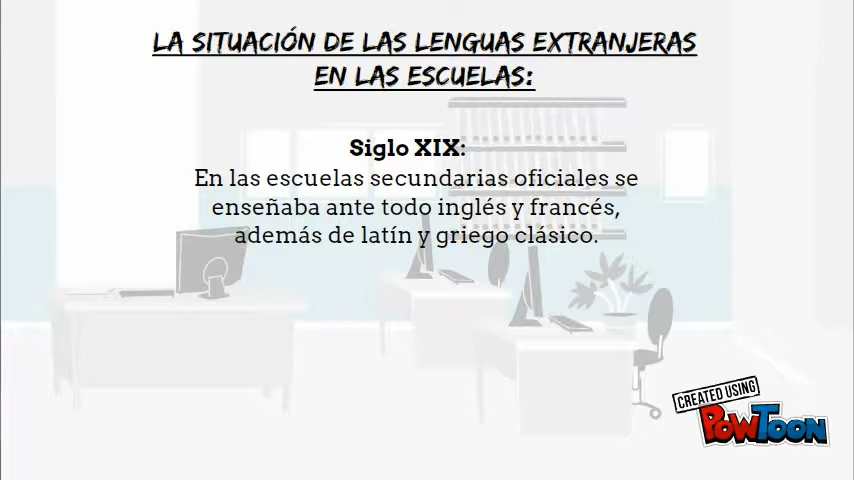 LA SITUACIÓN DE LAS LENGUAS EXTRANJERAS
EN LAS ESCUELAS:
Siglo XIX:
En las escuelas secundarias oficiales se
enseñaba ante todo inglés y francés,
además de latín y griego clásico.
CREATED USING
POWTOON